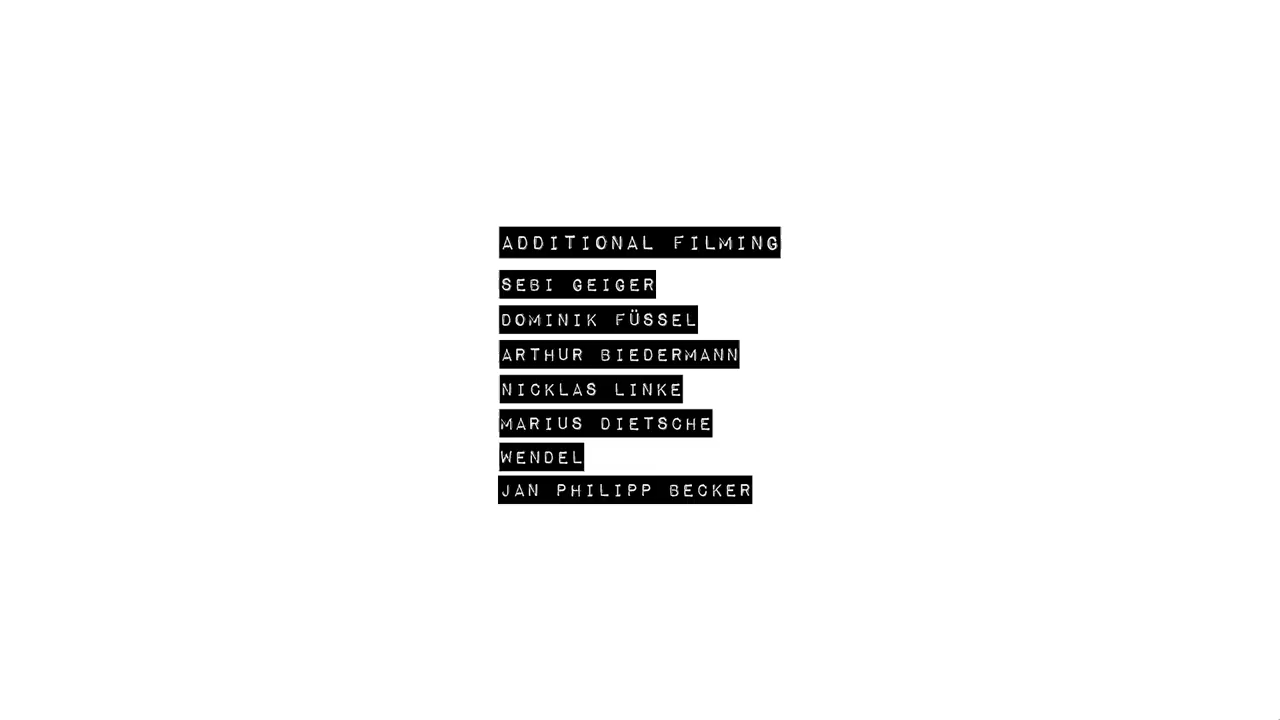 ADDITIONAL FILMING
SEBI GEIGER
DOMINIK FÜSSEL
ARTHUR BIEDERMANN
NICKLAS LINKE
MARIUS DIETSCHE
WENDEL
JAN PHILIPP BECKER